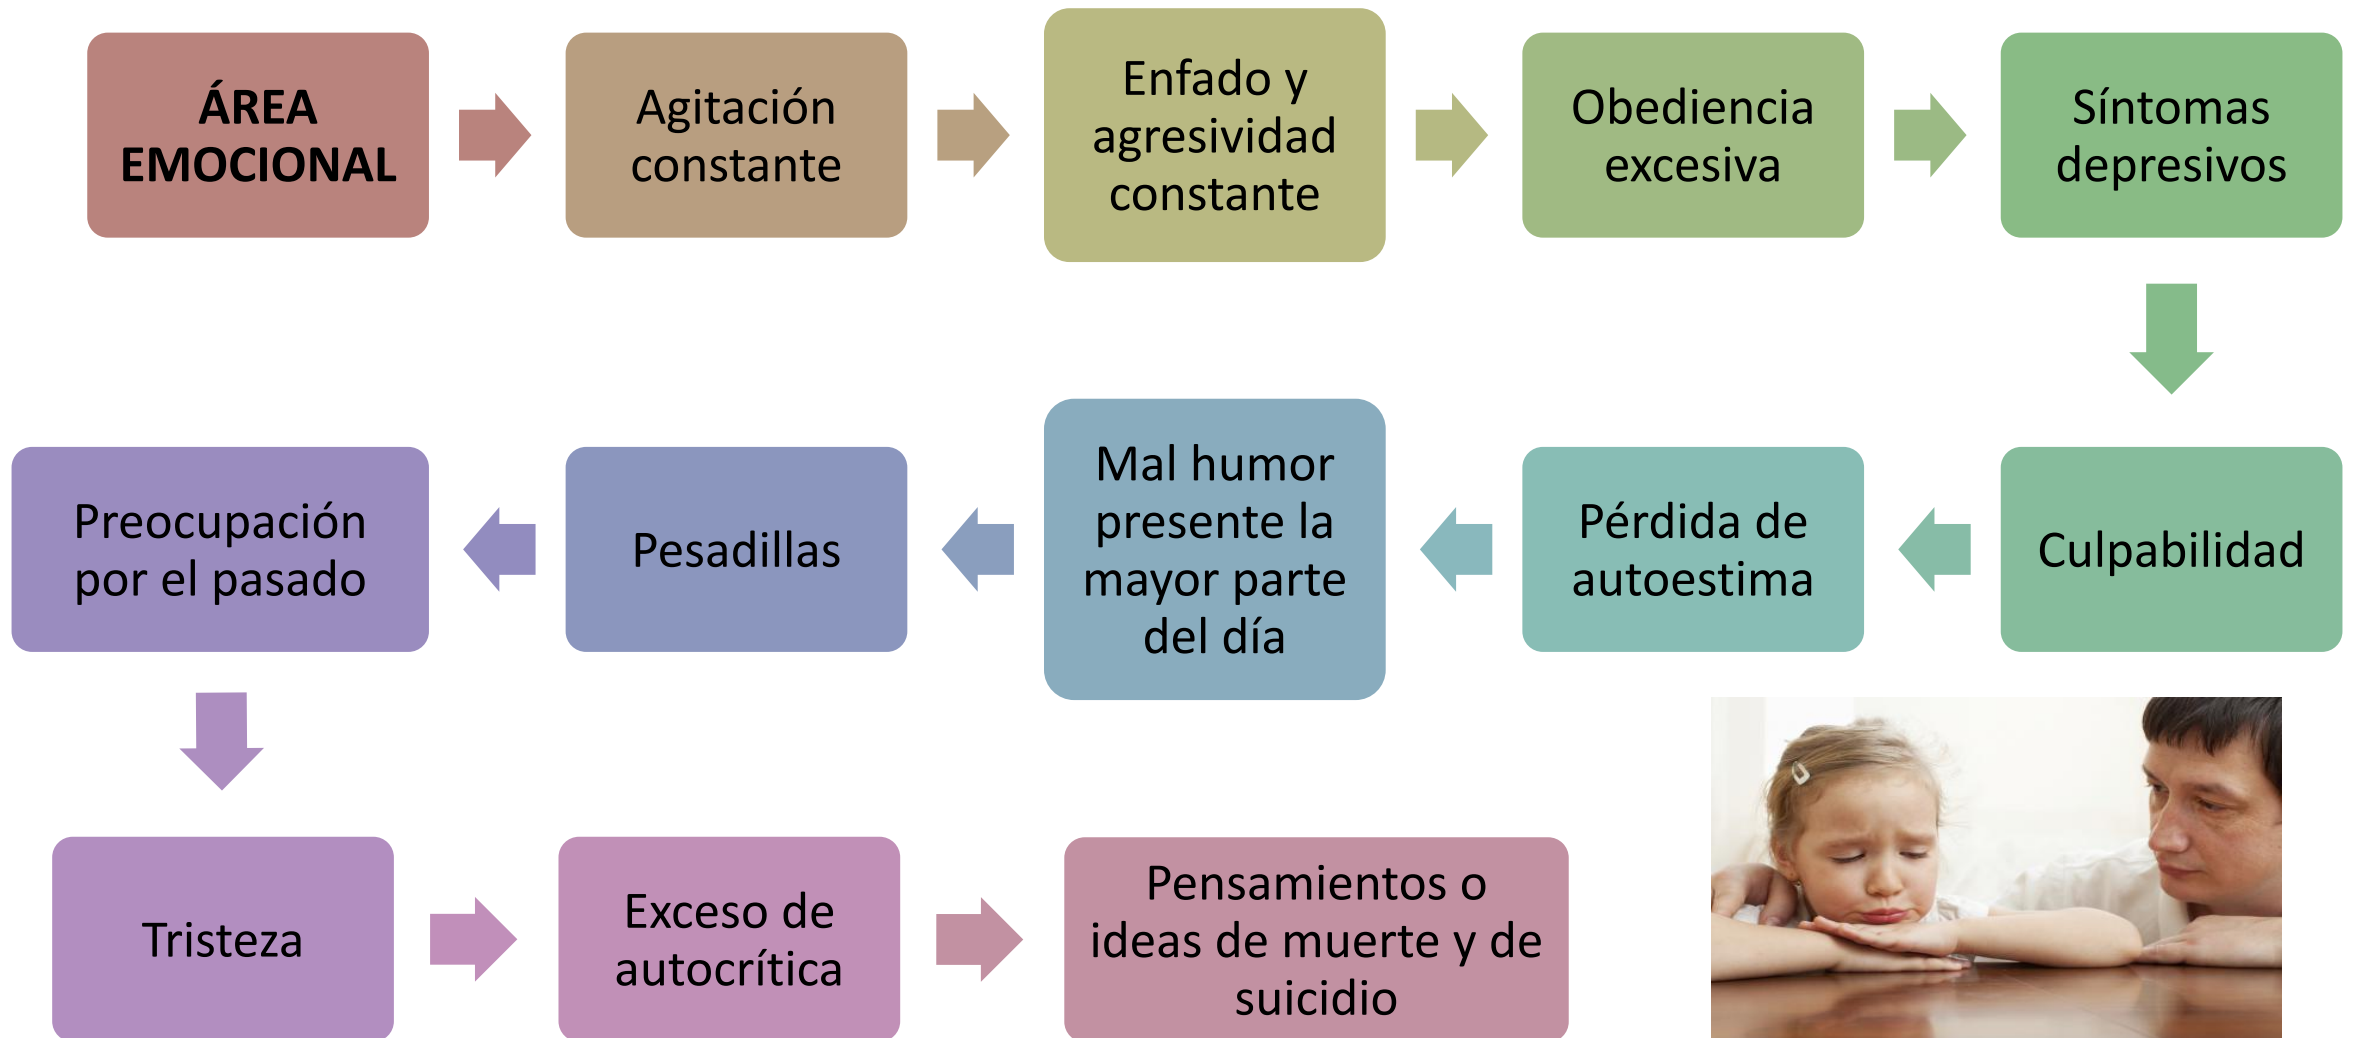 ÁREA
EMOCIONAL
Agitación
constante
Enfado y
agresividad
constante
Obediencia
excesiva
Síntomas
depresivos
Culpabilidad
Pérdida de
autoestima
Mal humor
presente la
mayor parte
del día
Pesadillas
Preocupación
por el pasado
Tristeza
Exceso de
autocrítica
Pensamientos o
ideas de muerte y de
suicidio